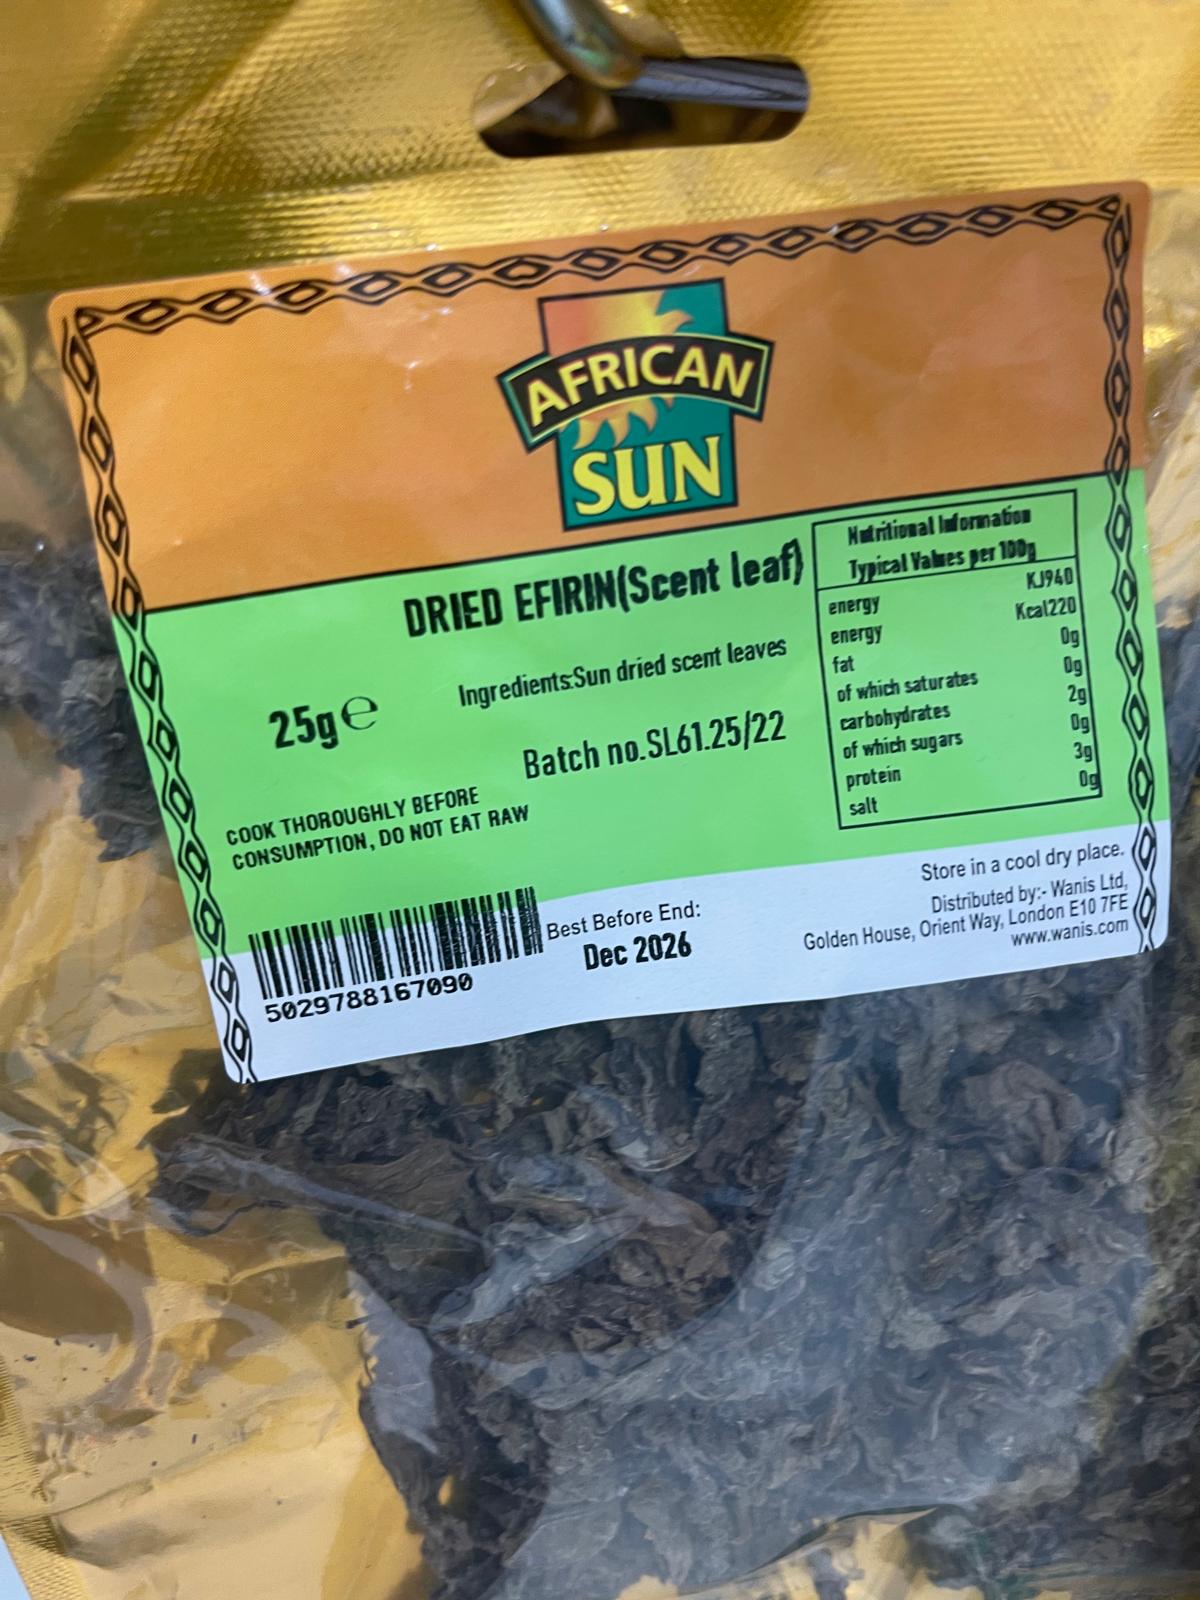 AFRICAN
SUN
DRIED EFIRIN(Scent leaf)
25g℮
Ingredients:Sun dried scent leaves
Batch no.SL61.25/22
COOK THOROUGHLY BEFORE
CONSUMPTION, DO NOT EAT RAW
Nutritional Information
Typical Values per 100g
energy KJ940
energy Kcal220
fat 0g
of which saturates 0g
carbohydrates 2g
of which sugars 0g
protein 3g
salt 0g
5029788167090
Best Before End:
Dec 2026
Store in a cool dry place.
Distributed by:- Wanis Ltd,
Golden House, Orient Way, London E10 7FE
www.wanis.com